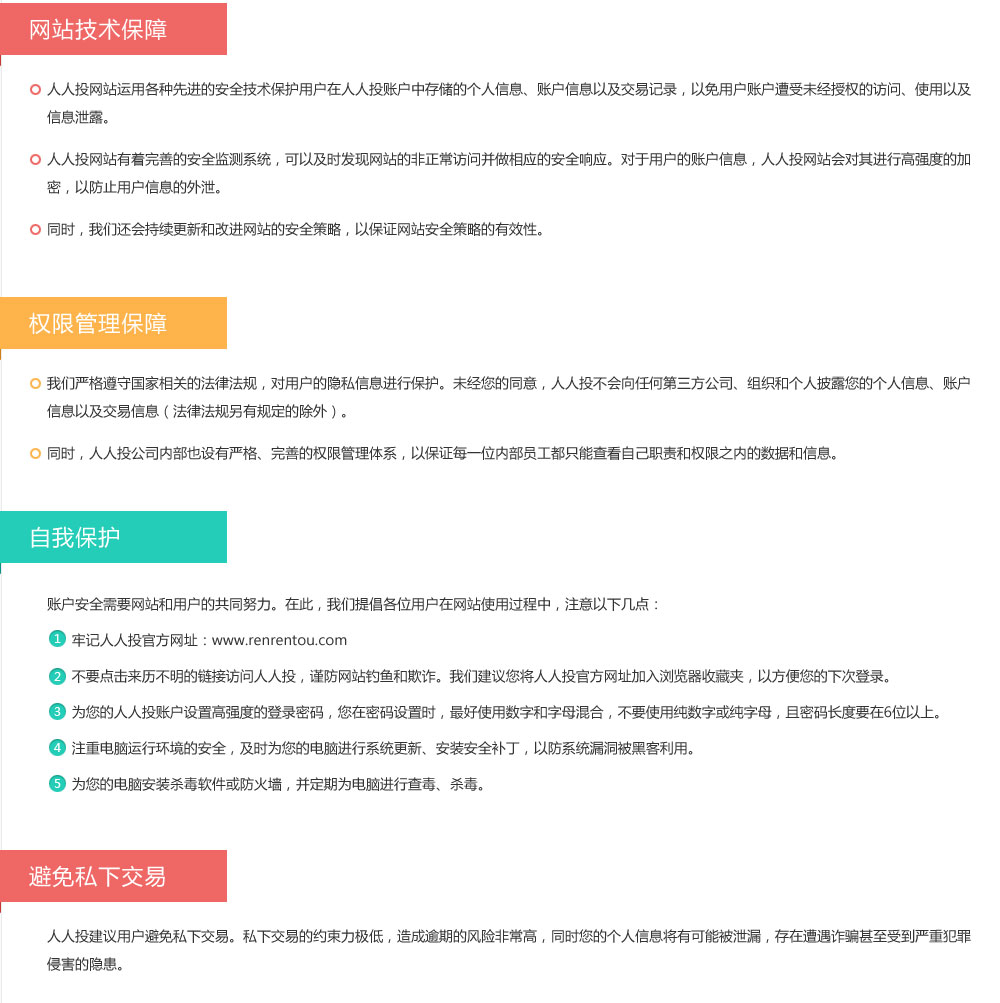 网站技术保障
人人投网站运用各种先进的安全技术保护用户在人人投账户中存储的个人信息、账户信息以及交易记录，以免用户账户遭受未经授权的访问、使用以及
信息泄露。
人人投网站有着完善的安全监测系统，可以及时发现网站的非正常访问并做相应的安全响应。对于用户的账户信息，人人投网站会对其进行高强度的加
密，以防止用户信息的外泄。
同时，我们还会持续更新和改进网站的安全策略，以保证网站安全策略的有效性。
权限管理保障
我们严格遵守国家相关的法律法规，对用户的隐私信息进行保护。未经您的同意，人人投不会向任何第三方公司、组织和个人披露您的个人信息、账户
信息以及交易信息（法律法规另有规定的除外）。
同时，人人投公司内部也设有严格、完善的权限管理体系，以保证每一位内部员工都只能查看自己职责和权限之内的数据和信息。
自我保护
账户安全需要网站和用户的共同努力。在此，我们提倡各位用户在网站使用过程中，注意以下几点：
1 牢记人人投官方网址：www.renrentou.com
2 不要点击来历不明的链接访问人人投，谨防网站钓鱼和欺诈。我们建议您将人人投官方网址加入浏览器收藏夹，以方便您的下次登录。
3 为您的人人投账户设置高强度的登录密码，您在密码设置时，最好使用数字和字母混合，不要使用纯数字或纯字母，且密码长度要在6位以上。
4 注重电脑运行环境的安全，及时为您的电脑进行系统更新、安装安全补丁，以防系统漏洞被黑客利用。
5 为您的电脑安装杀毒软件或防火墙，并定期为电脑进行查毒、杀毒。
避免私下交易
人人投建议用户避免私下交易。私下交易的约束力极低，造成逾期的风险非常高，同时您的个人信息将有可能被泄漏，存在遭遇诈骗甚至受到严重犯罪
侵害的隐患。